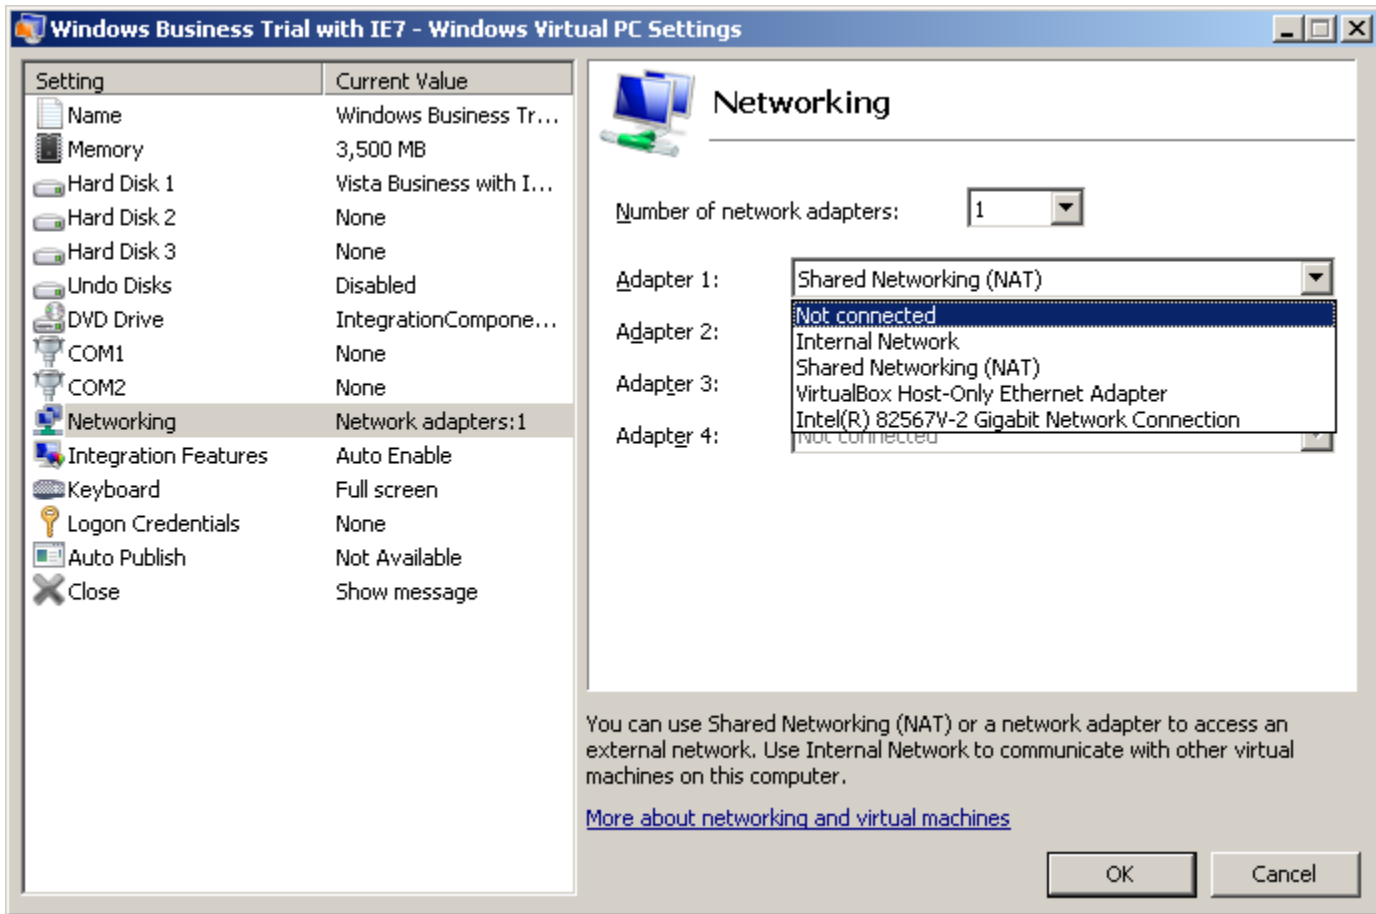 Windows Business Trial with IE7 - Windows Virtual PC Settings
Setting Current Value
Name Windows Business Tr...
Memory 3,500 MB
Hard Disk 1 Vista Business with I...
Hard Disk 2 None
Hard Disk 3 None
Undo Disks Disabled
DVD Drive IntegrationCompone...
COM1 None
COM2 None
Networking Network adapters:1
Integration Features Auto Enable
Keyboard Full screen
Logon Credentials None
Auto Publish Not Available
Close Show message
Networking
Number of network adapters: 1
Adapter 1: Shared Networking (NAT)
Not connected
Adapter 2:
Internal Network
Shared Networking (NAT)
Adapter 3:
VirtualBox Host-Only Ethernet Adapter
Intel(R) 82567V-2 Gigabit Network Connection
Adapter 4: Not connected
You can use Shared Networking (NAT) or a network adapter to access an
external network. Use Internal Network to communicate with other virtual
machines on this computer.
More about networking and virtual machines
OK Cancel